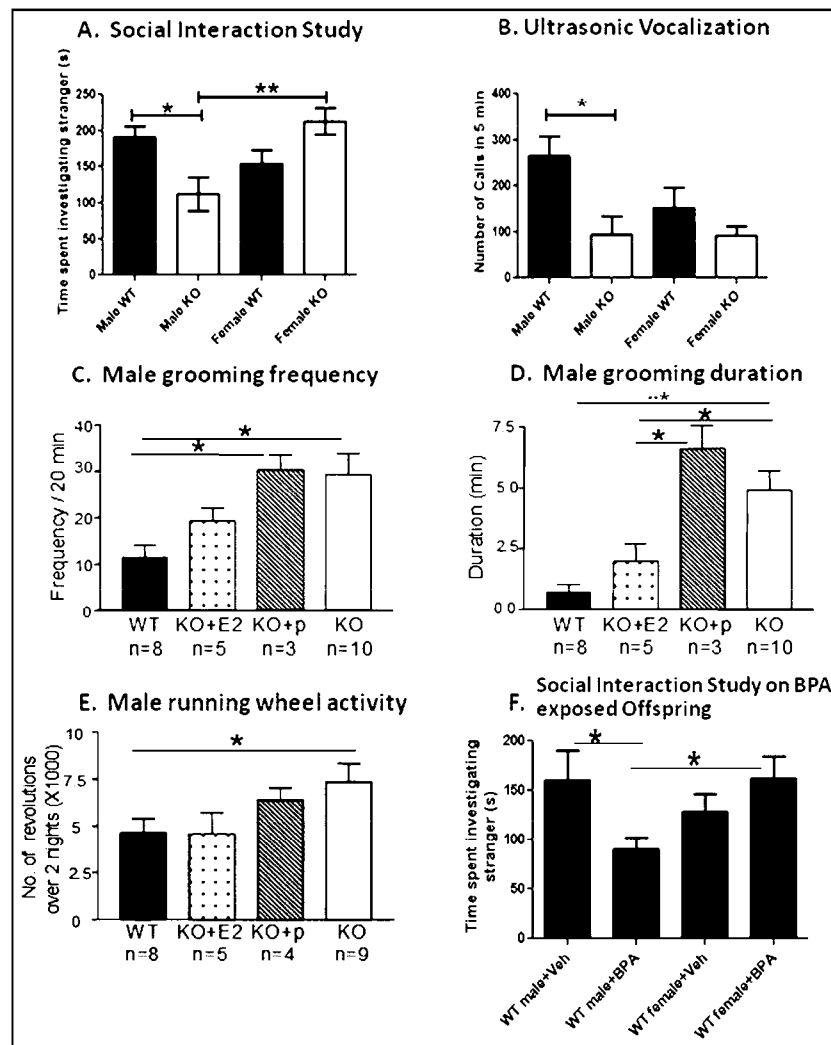 A. Social Interaction Study
Time spent investigating stranger (s)
250
200
150
100
50
0
*
**
Male WT
Male KO
Female WT
Female KO
B. Ultrasonic Vocalization
Number of Calls in 5 min
400
300
200
100
0
*
Male WT
Male KO
Female WT
Female KO
C. Male grooming frequency
Frequency / 20 min
40
30
20
10
0
*
*
WT KO+E2 KO+p KO
n=8 n=5 n=3 n=10
D. Male grooming duration
Duration (min)
7.5
5.0
2.5
0 0
*
*
WT KO+E2 KO+p KO
n=8 n=5 n=3 n=10
E. Male running wheel activity
No. of revolutions
over 2 nights (X1000)
7.5
5
2.5
0
*
WT KO+E2 KO+p KO
n=8 n=5 n=4 n=9
F. Social Interaction Study on BPA
exposed Offspring
Time spent investigating
stranger (s)
200
150
100
50
0
*
*
WT male+Veh
WT male+BPA
WT female+Veh
WT female+BPA